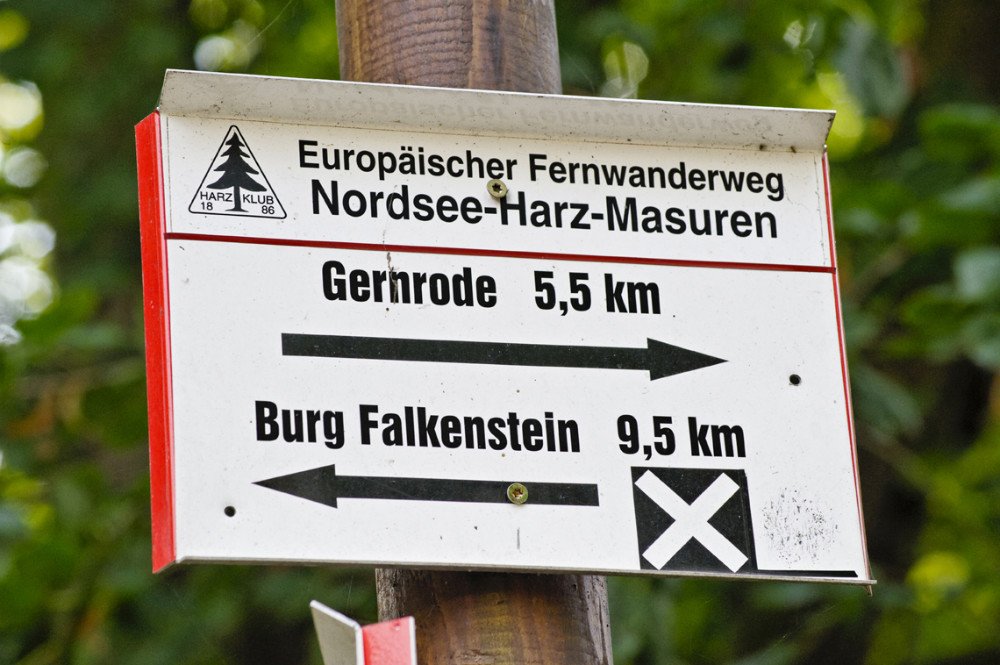 Europäischer Fernwanderweg
Nordsee-Harz-Masuren
HARZ KLUB
18 86
Gernrode 5,5 km
Burg Falkenstein 9,5 km